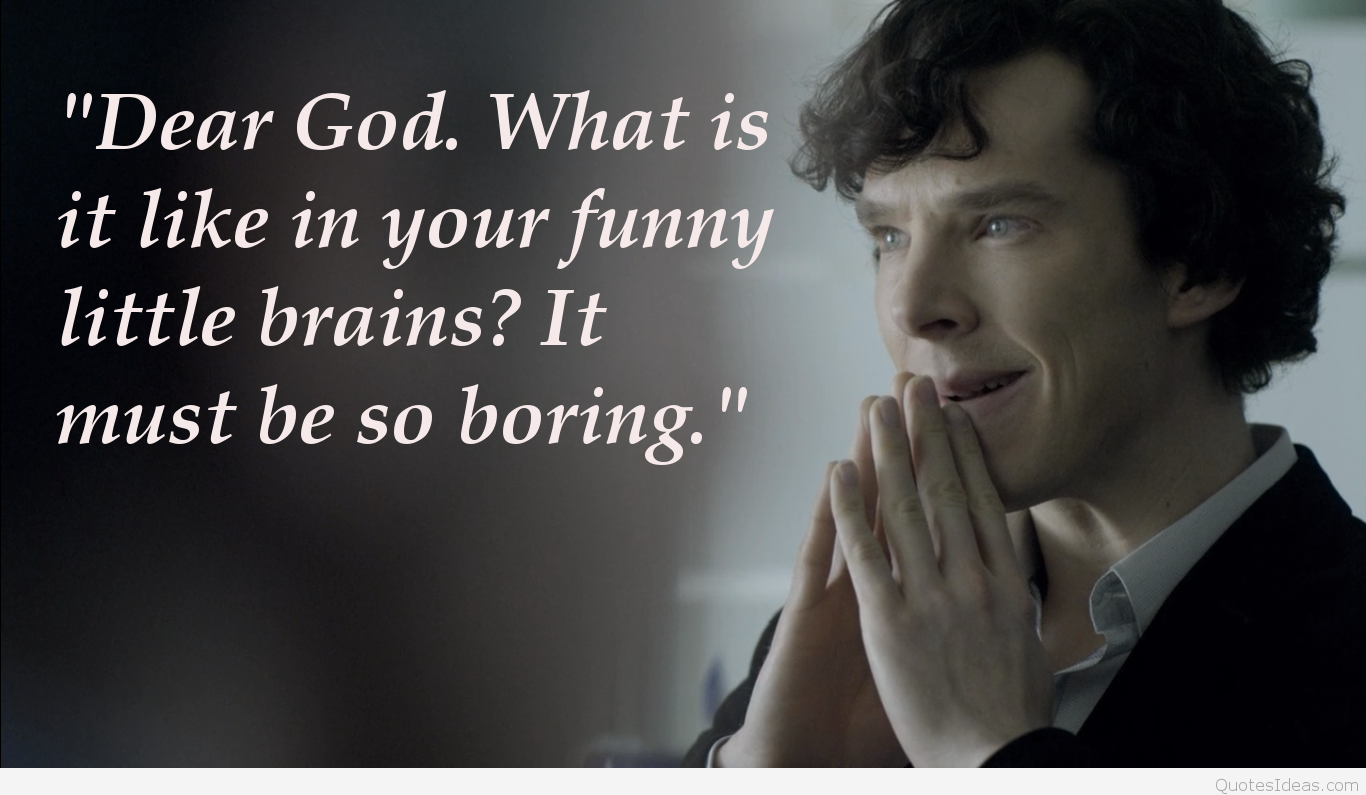 "Dear God. What is
it like in your funny
little brains? It
must be so boring."
QuotesIdeas.com